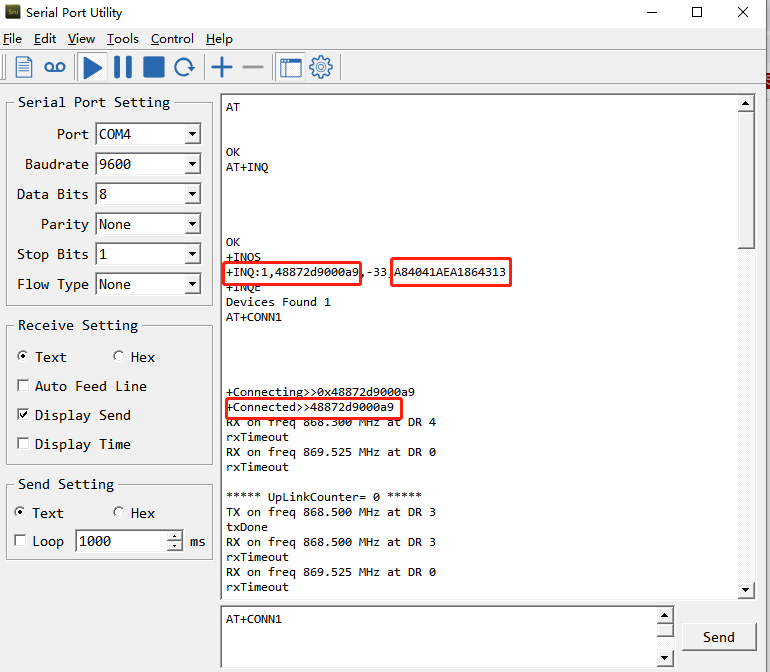 Serial Port Utility
File Edit View Tools Control Help
Serial Port Setting
Port COM4
Baudrate 9600
Data Bits 8
Parity None
Stop Bits 1
Flow Type None
Receive Setting
Text Hex
Auto Feed Line
Display Send
Display Time
Send Setting
Text Hex
Loop 1000 ms
AT
OK
AT+INQ
OK
+INQS
+INQ:1,48872d9000a9,-33,A84041AEA1864313
+INQE
Devices Found 1
AT+CONN1
+Connecting>>0x48872d9000a9
+Connected>>48872d9000a9
RX on freq 868.300 MHz at DR 4
rxTimeout
RX on freq 869.525 MHz at DR 0
rxTimeout
***** UpLinkCounter= 0 *****
TX on freq 868.500 MHz at DR 3
txDone
RX on freq 868.500 MHz at DR 3
rxTimeout
RX on freq 869.525 MHz at DR 0
rxTimeout
AT+CONN1
Send